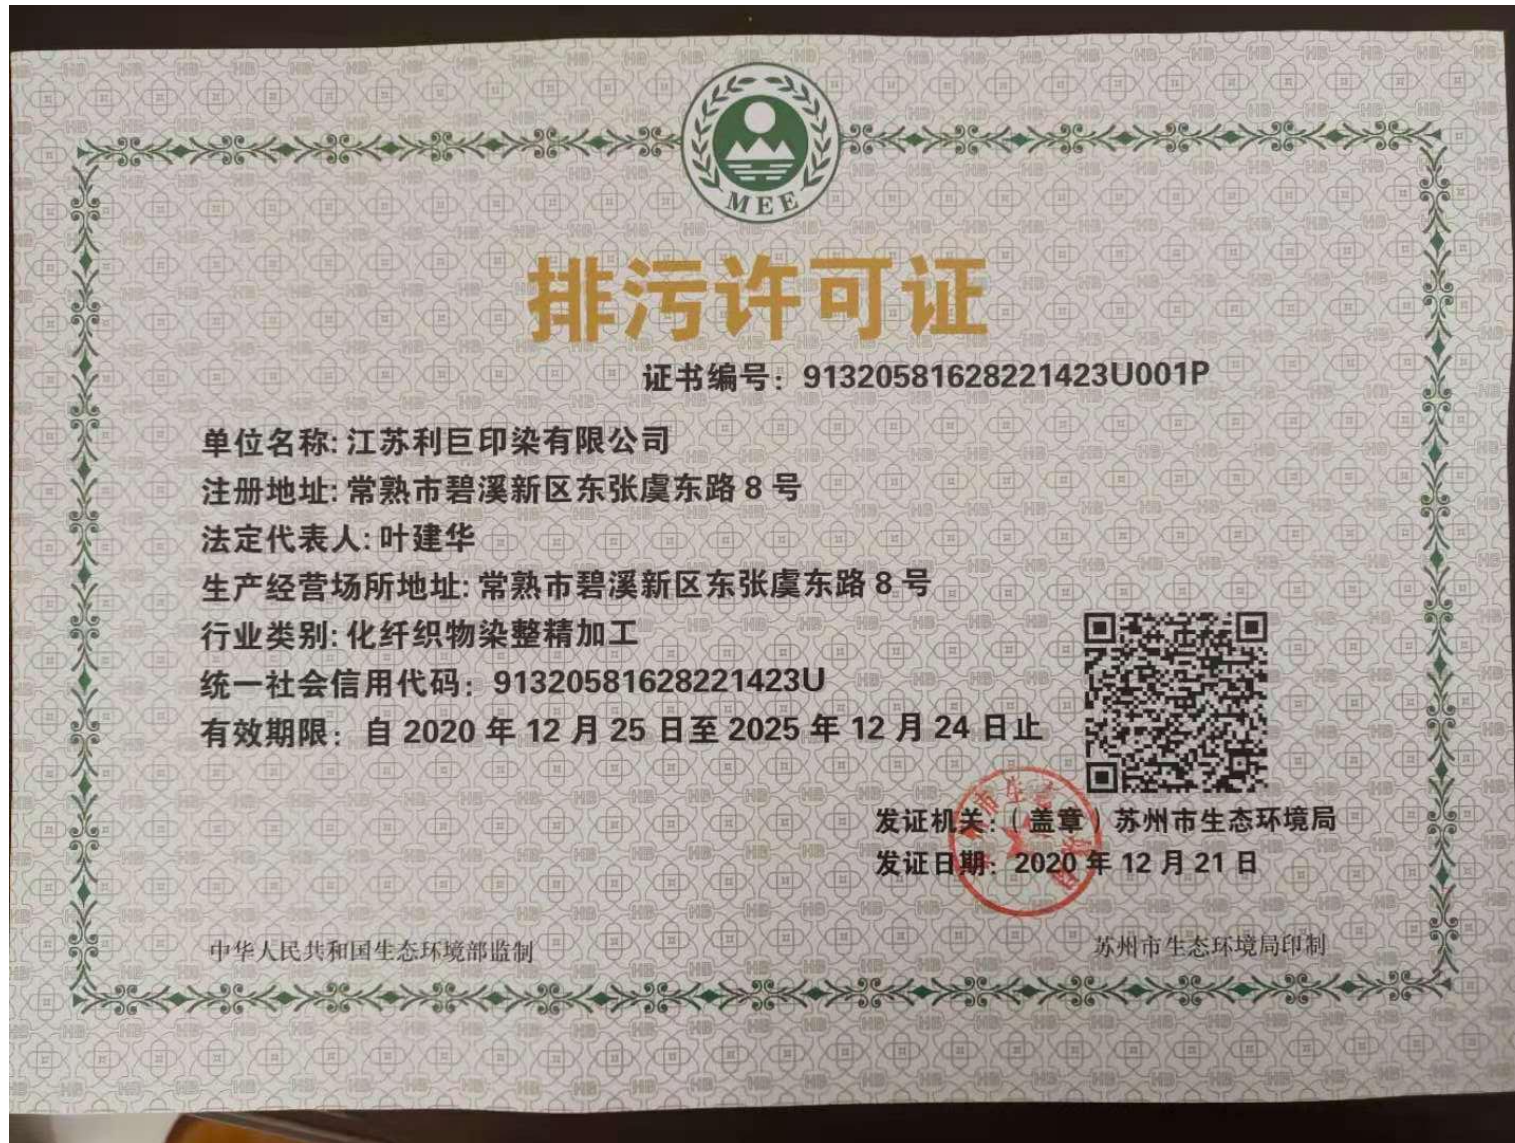 MEE
排污许可证
证书编号：91320581628221423U001P
单位名称:江苏利巨印染有限公司
注册地址:常熟市碧溪新区东张虞东路8号
法定代表人:叶建华
生产经营场所地址:常熟市碧溪新区东张虞东路8号
行业类别:化纤织物染整精加工
统一社会信用代码：91320581628221423U
有效期限：自2020年12月25日至2025年12月24日止
发证机关:（盖章）苏州市生态环境局
发证日期：2020年12月21日
中华人民共和国生态环境部监制
苏州市生态环境局印制